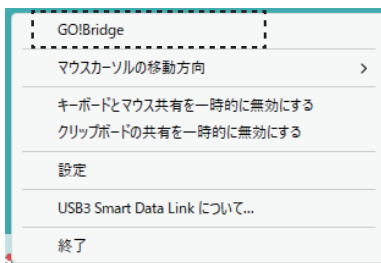 GO!Bridge
マウスカーソルの移動方向
キーボードとマウス共有を一時的に無効にする
クリップボードの共有を一時的に無効にする
設定
USB3 Smart Data Link について...
終了